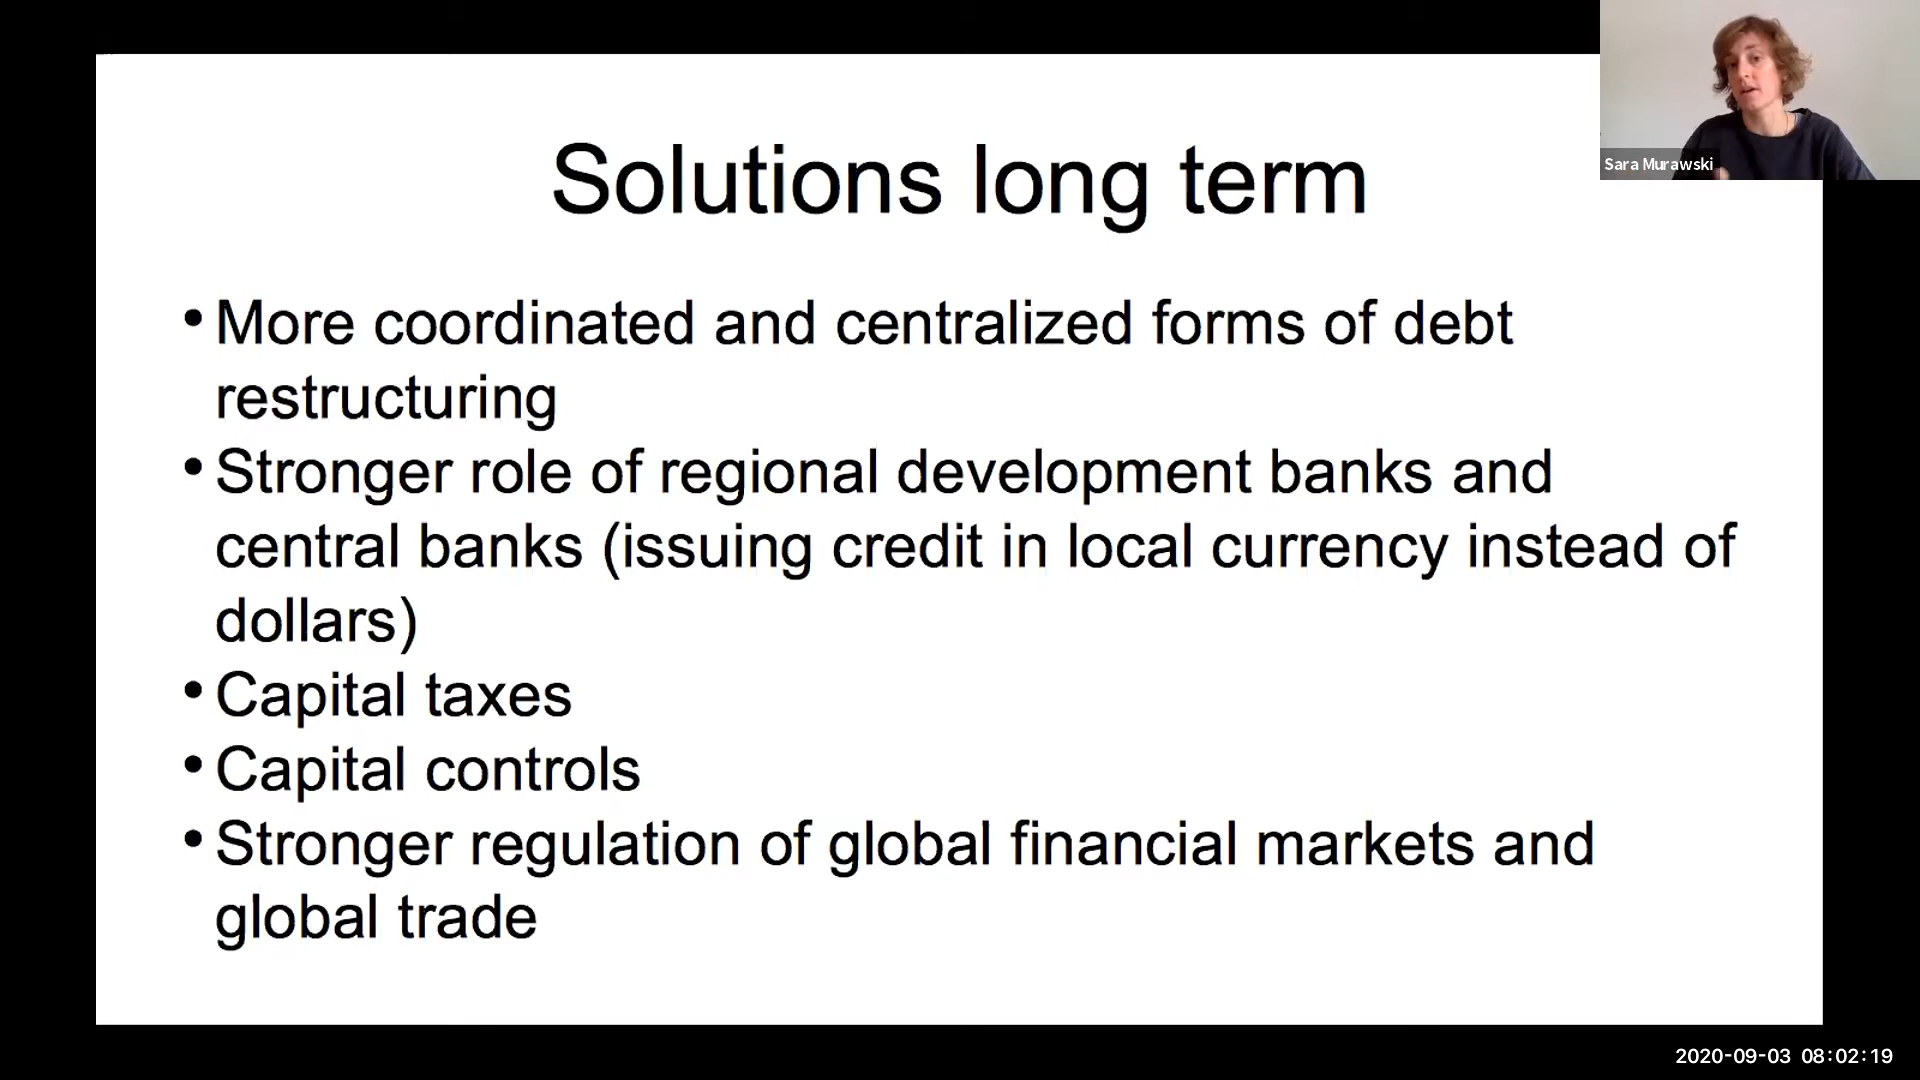 Solutions long term
• More coordinated and centralized forms of debt
restructuring
• Stronger role of regional development banks and
central banks (issuing credit in local currency instead of
dollars)
• Capital taxes
• Capital controls
• Stronger regulation of global financial markets and
global trade
Sara Murawski
2020-09-03 08:02:19